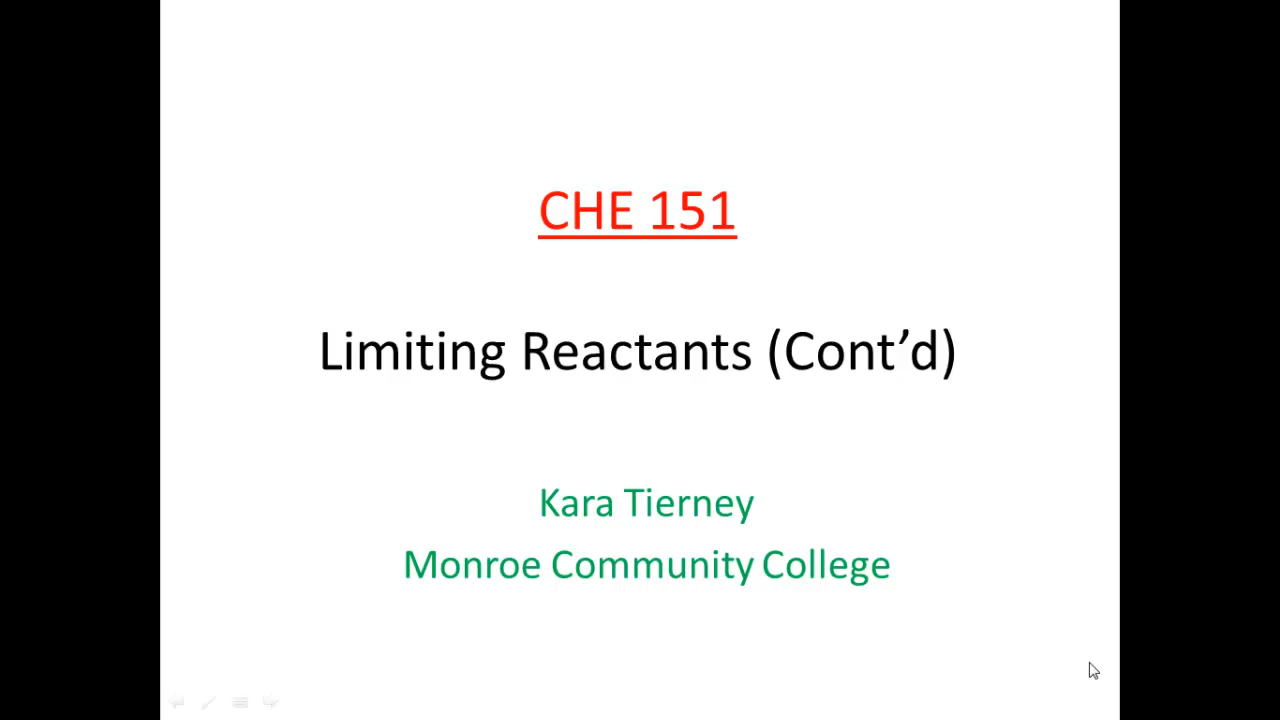 CHE 151
Limiting Reactants (Cont’d)
Kara Tierney
Monroe Community College